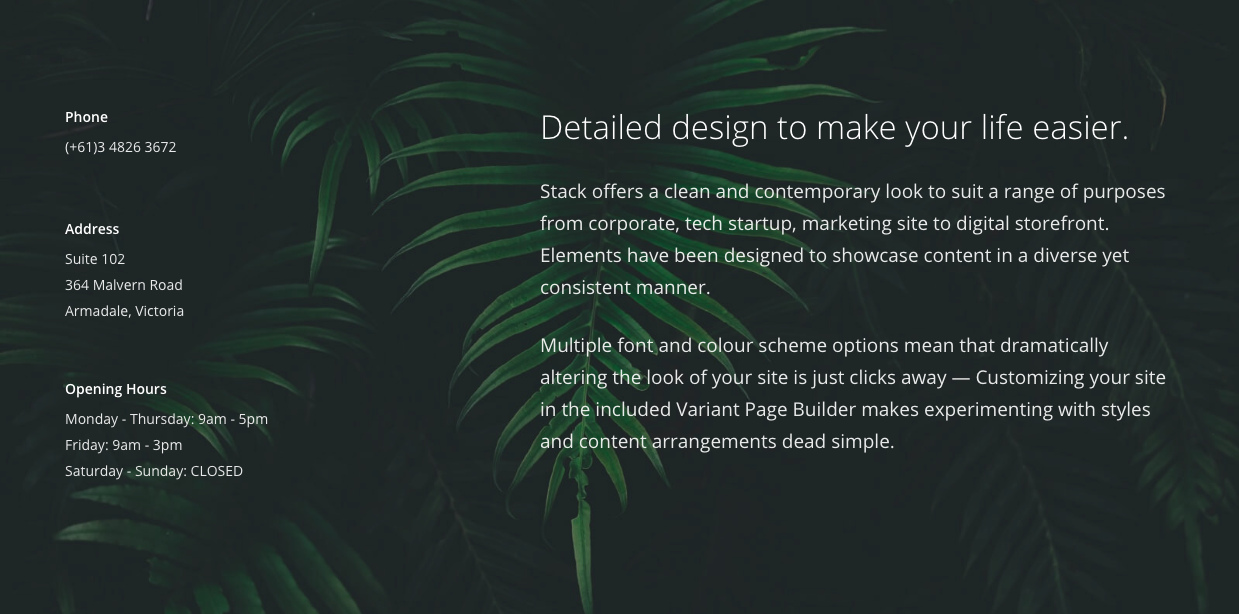 Phone
(+61)3 4826 3672
Address
Suite 102
364 Malvern Road
Armadale, Victoria
Opening Hours
Monday - Thursday: 9am - 5pm
Friday: 9am - 3pm
Saturday - Sunday: CLOSED
Detailed design to make your life easier.
Stack offers a clean and contemporary look to suit a range of purposes
from corporate, tech startup, marketing site to digital storefront.
Elements have been designed to showcase content in a diverse yet
consistent manner.
Multiple font and colour scheme options mean that dramatically
altering the look of your site is just clicks away — Customizing your site
in the included Variant Page Builder makes experimenting with styles
and content arrangements dead simple.